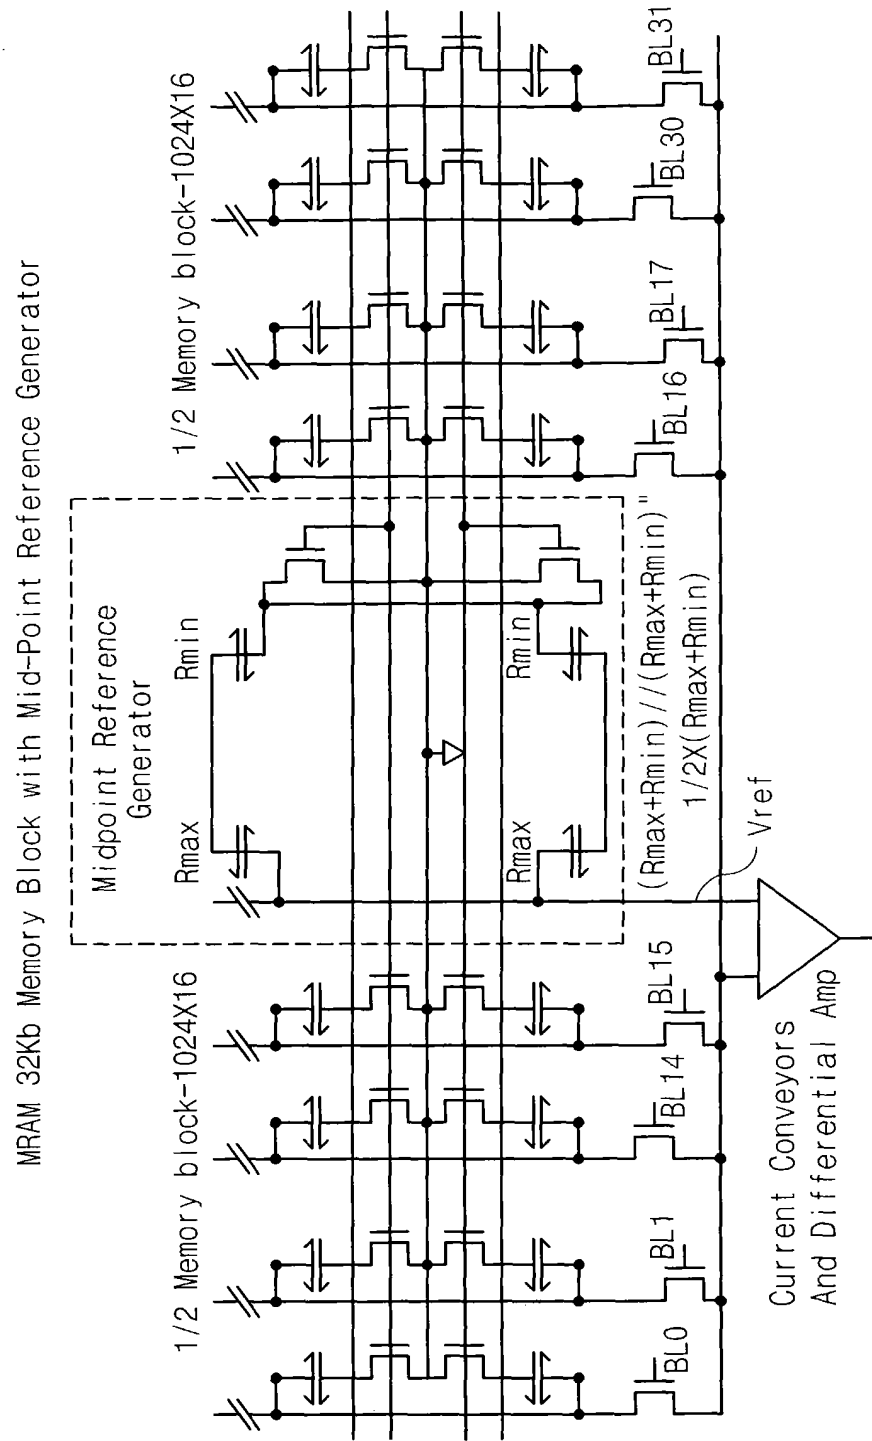 MRAM 32Kb Memory Block with Mid-Point Reference Generator
1/2 Memory block-1024X16
1/2 Memory block-1024X16
Midpoint Reference
Generator
Rmax
Rmin
Rmax
Rmin
(Rmax+Rmin)//(Rmax+Rmin)"
1/2X(Rmax+Rmin)
BL0
BL1
BL14
BL15
BL16
BL17
BL30
BL31
Vref
Current Conveyors
And Differential Amp